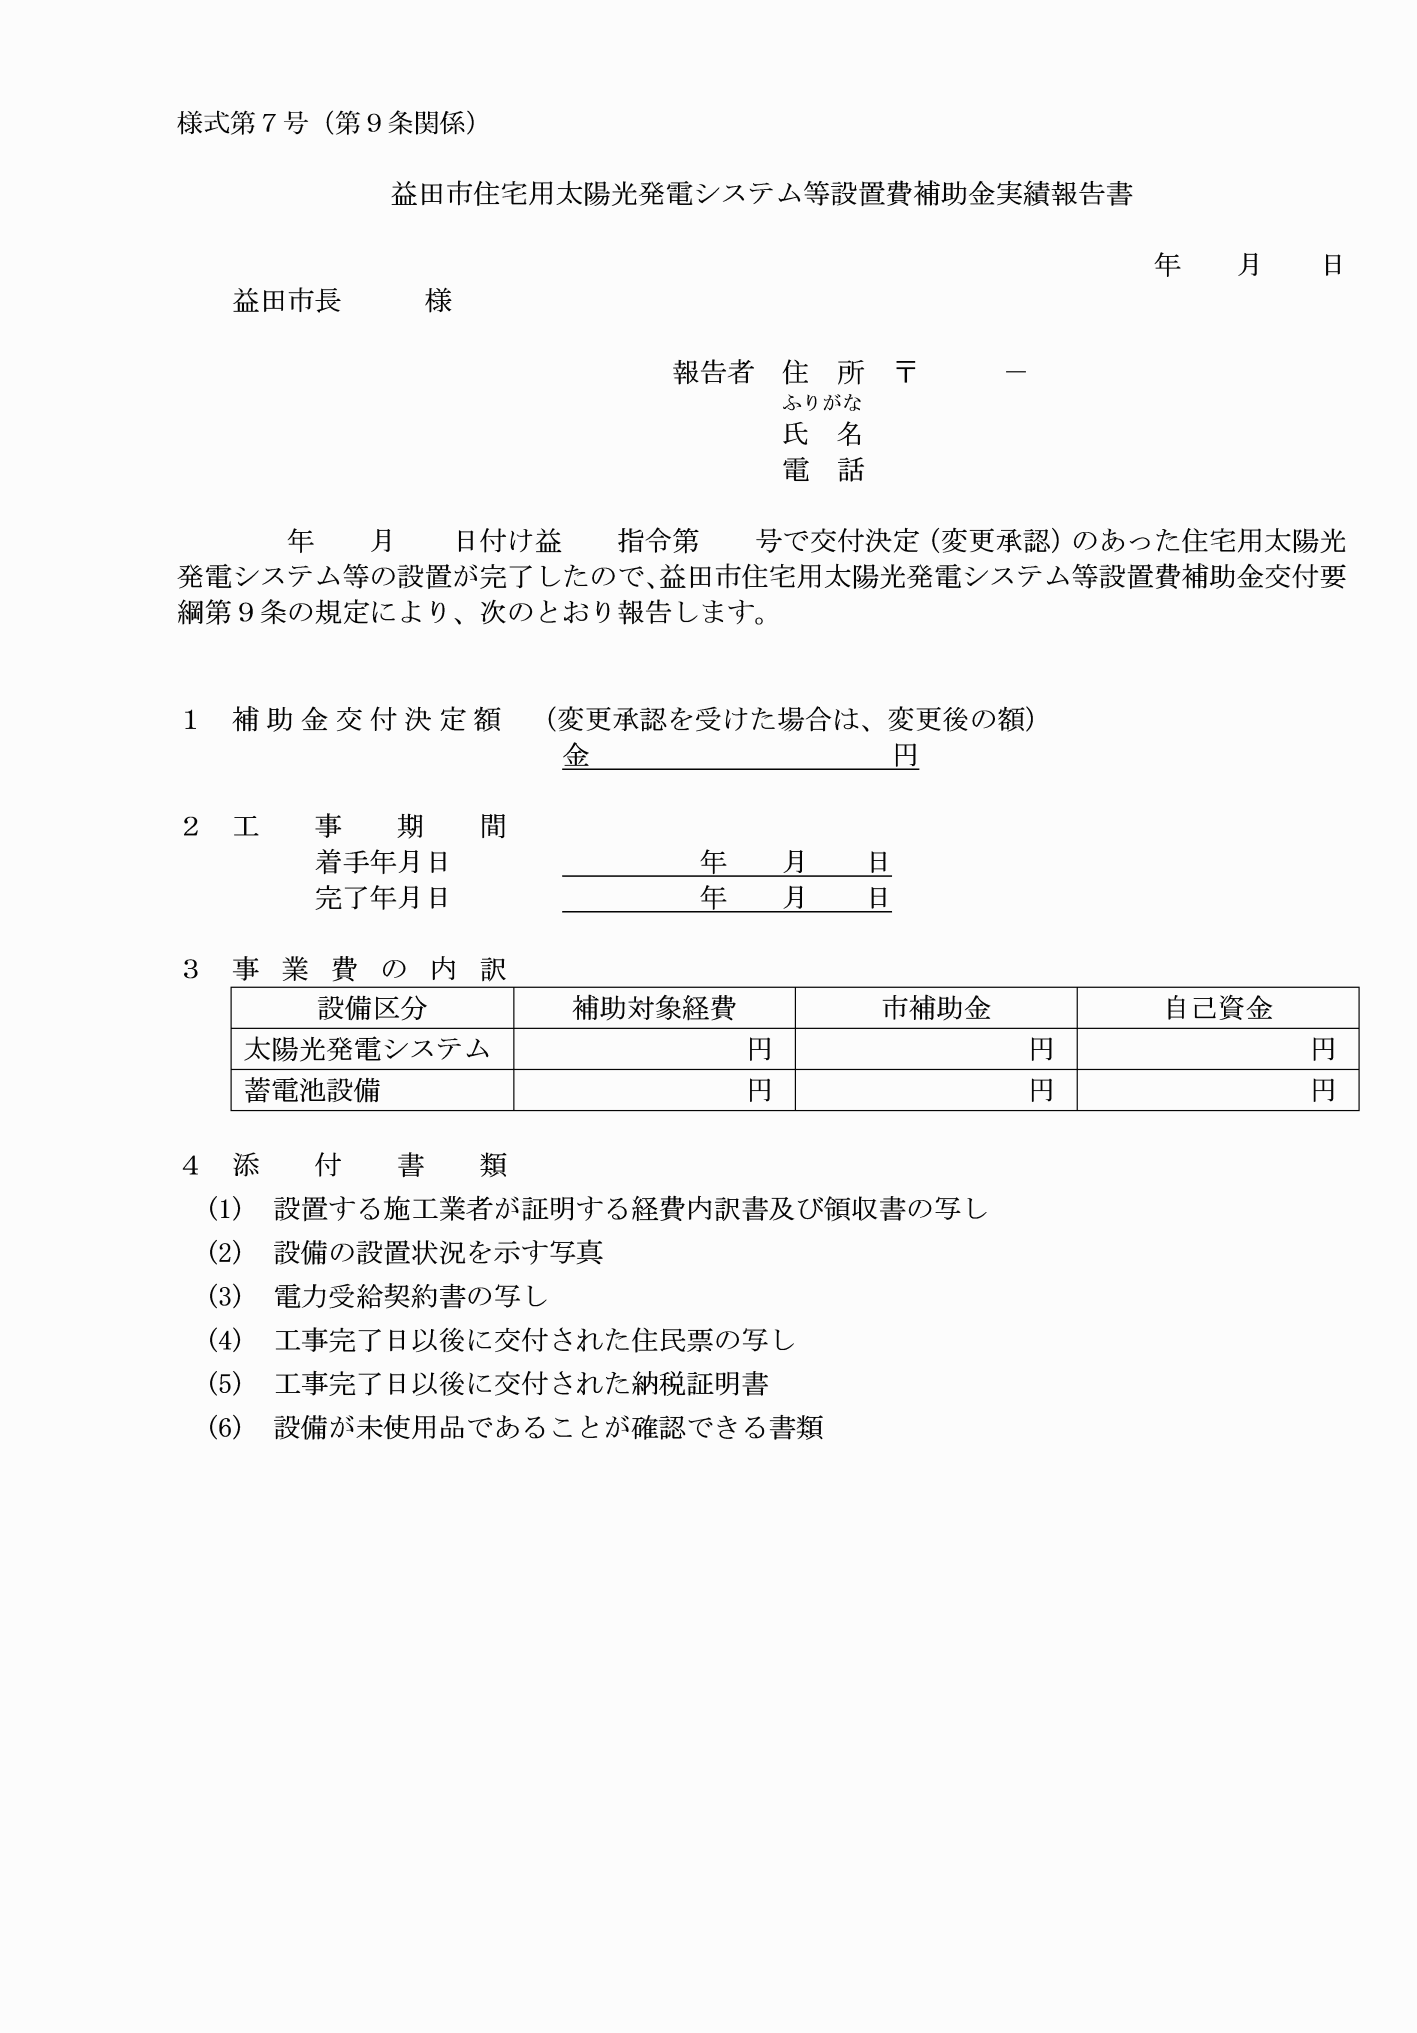 様式第７号（第９条関係）
益田市住宅用太陽光発電システム等設置費補助金実績報告書
年　　月　　日
益田市長　　　様
報告者　住　所　〒　　　－
ふりがな
氏　名
電　話
年　　月　　日付け益　　指令第　　号で交付決定（変更承認）のあった住宅用太陽光
発電システム等の設置が完了したので、益田市住宅用太陽光発電システム等設置費補助金交付要
綱第９条の規定により、次のとおり報告します。
１　補助金交付決定額　（変更承認を受けた場合は、変更後の額）
金　　　　　　　　　　　円
２　工　　事　　期　　間
着手年月日　　　　　　　　　年　　月　　日
完了年月日　　　　　　　　　年　　月　　日
３　事　業　費　の　内　訳
設備区分　補助対象経費　市補助金　自己資金
太陽光発電システム　円　円　円
蓄電池設備　円　円　円
４　添　　付　　書　　類
(1)　設置する施工業者が証明する経費内訳書及び領収書の写し
(2)　設備の設置状況を示す写真
(3)　電力受給契約書の写し
(4)　工事完了日以後に交付された住民票の写し
(5)　工事完了日以後に交付された納税証明書
(6)　設備が未使用品であることが確認できる書類